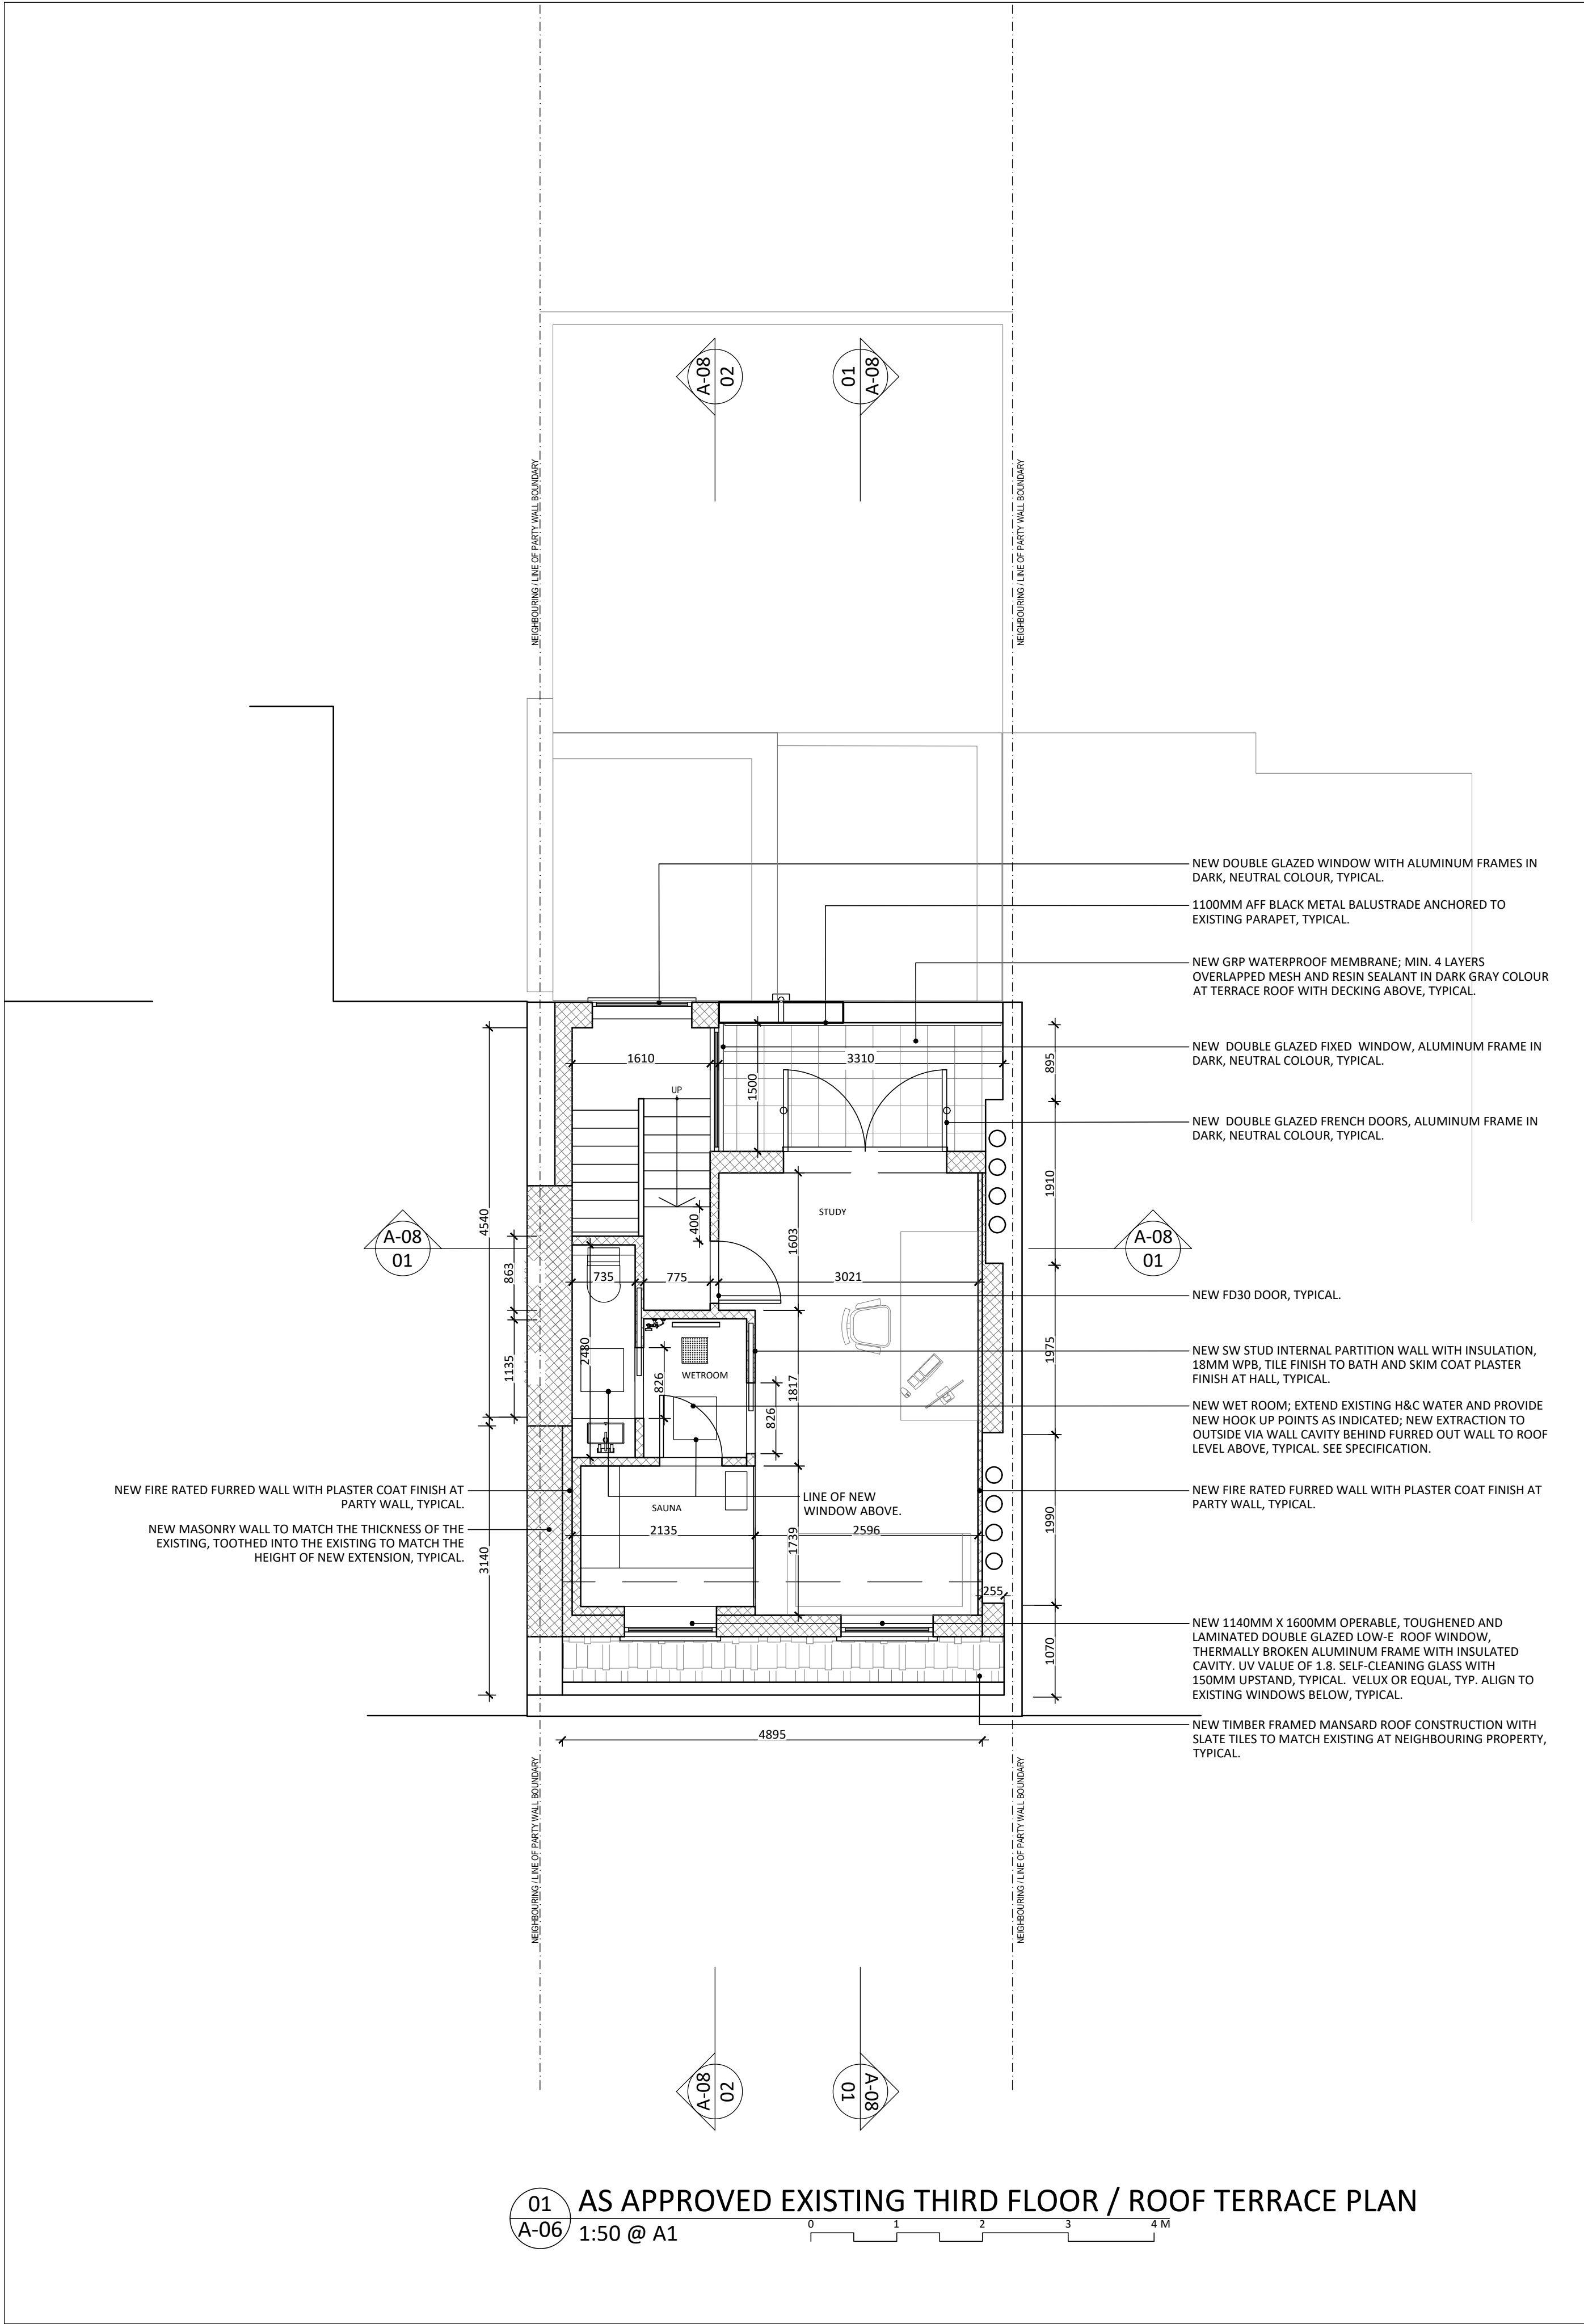 A-08
02
01
A-08
NEIGHBOURING / LINE OF PARTY WALL BOUNDARY
NEIGHBOURING / LINE OF PARTY WALL BOUNDARY
NEW DOUBLE GLAZED WINDOW WITH ALUMINUM FRAMES IN
DARK, NEUTRAL COLOUR, TYPICAL.
1100MM AFF BLACK METAL BALUSTRADE ANCHORED TO
EXISTING PARAPET, TYPICAL.
NEW GRP WATERPROOF MEMBRANE; MIN. 4 LAYERS
OVERLAPPED MESH AND RESIN SEALANT IN DARK GRAY COLOUR
AT TERRACE ROOF WITH DECKING ABOVE, TYPICAL.
NEW DOUBLE GLAZED FIXED WINDOW, ALUMINUM FRAME IN
DARK, NEUTRAL COLOUR, TYPICAL.
NEW DOUBLE GLAZED FRENCH DOORS, ALUMINUM FRAME IN
DARK, NEUTRAL COLOUR, TYPICAL.
1610
3310
895
UP
1500
1910
STUDY
4540
400
1603
A-08
01
A-08
01
863
735
775
3021
NEW FD30 DOOR, TYPICAL.
1135
2480
826
WETROOM
1817
826
1975
NEW SW STUD INTERNAL PARTITION WALL WITH INSULATION,
18MM WPB, TILE FINISH TO BATH AND SKIM COAT PLASTER
FINISH AT HALL, TYPICAL.
NEW WET ROOM; EXTEND EXISTING H&C WATER AND PROVIDE
NEW HOOK UP POINTS AS INDICATED; NEW EXTRACTION TO
OUTSIDE VIA WALL CAVITY BEHIND FURRED OUT WALL TO ROOF
LEVEL ABOVE, TYPICAL. SEE SPECIFICATION.
NEW FIRE RATED FURRED WALL WITH PLASTER COAT FINISH AT
PARTY WALL, TYPICAL.
NEW MASONRY WALL TO MATCH THE THICKNESS OF THE
EXISTING, TOOTHED INTO THE EXISTING TO MATCH THE
HEIGHT OF NEW EXTENSION, TYPICAL.
LINE OF NEW
WINDOW ABOVE.
NEW FIRE RATED FURRED WALL WITH PLASTER COAT FINISH AT
PARTY WALL, TYPICAL.
SAUNA
2135
1739
2596
1990
3140
255
1070
NEW 1140MM X 1600MM OPERABLE, TOUGHENED AND
LAMINATED DOUBLE GLAZED LOW-E ROOF WINDOW,
THERMALLY BROKEN ALUMINUM FRAME WITH INSULATED
CAVITY. UV VALUE OF 1.8. SELF-CLEANING GLASS WITH
150MM UPSTAND, TYPICAL. VELUX OR EQUAL, TYP. ALIGN TO
EXISTING WINDOWS BELOW, TYPICAL.
NEW TIMBER FRAMED MANSARD ROOF CONSTRUCTION WITH
SLATE TILES TO MATCH EXISTING AT NEIGHBOURING PROPERTY,
TYPICAL.
4895
NEIGHBOURING / LINE OF PARTY WALL BOUNDARY
NEIGHBOURING / LINE OF PARTY WALL BOUNDARY
A-08
02
A-08
01
01
A-06
AS APPROVED EXISTING THIRD FLOOR / ROOF TERRACE PLAN
1:50 @ A1
0 1 2 3 4 M